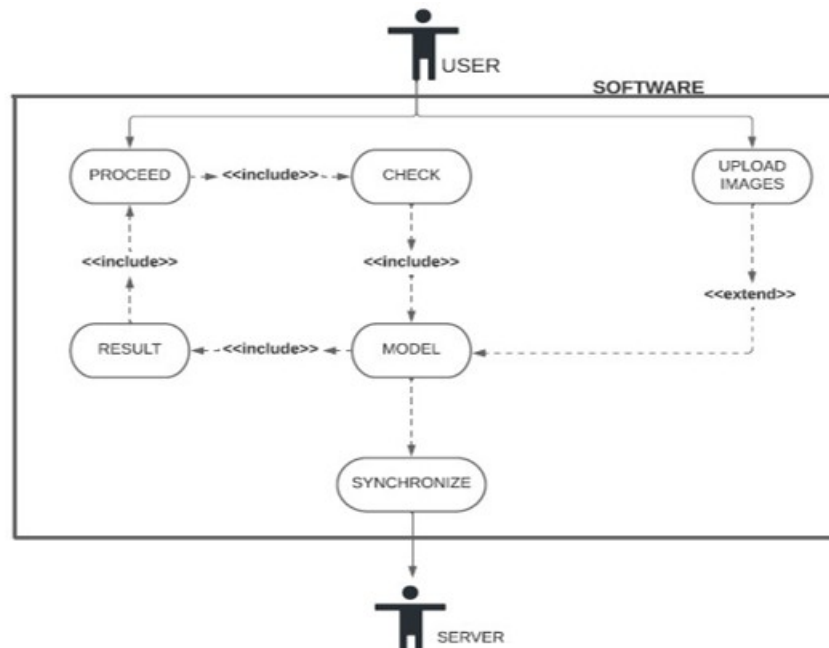 USER
SOFTWARE
PROCEED
<<include>>
CHECK
UPLOAD
IMAGES
<<include>>
<<include>>
<<extend>>
RESULT
<<include>>
MODEL
SYNCHRONIZE
SERVER